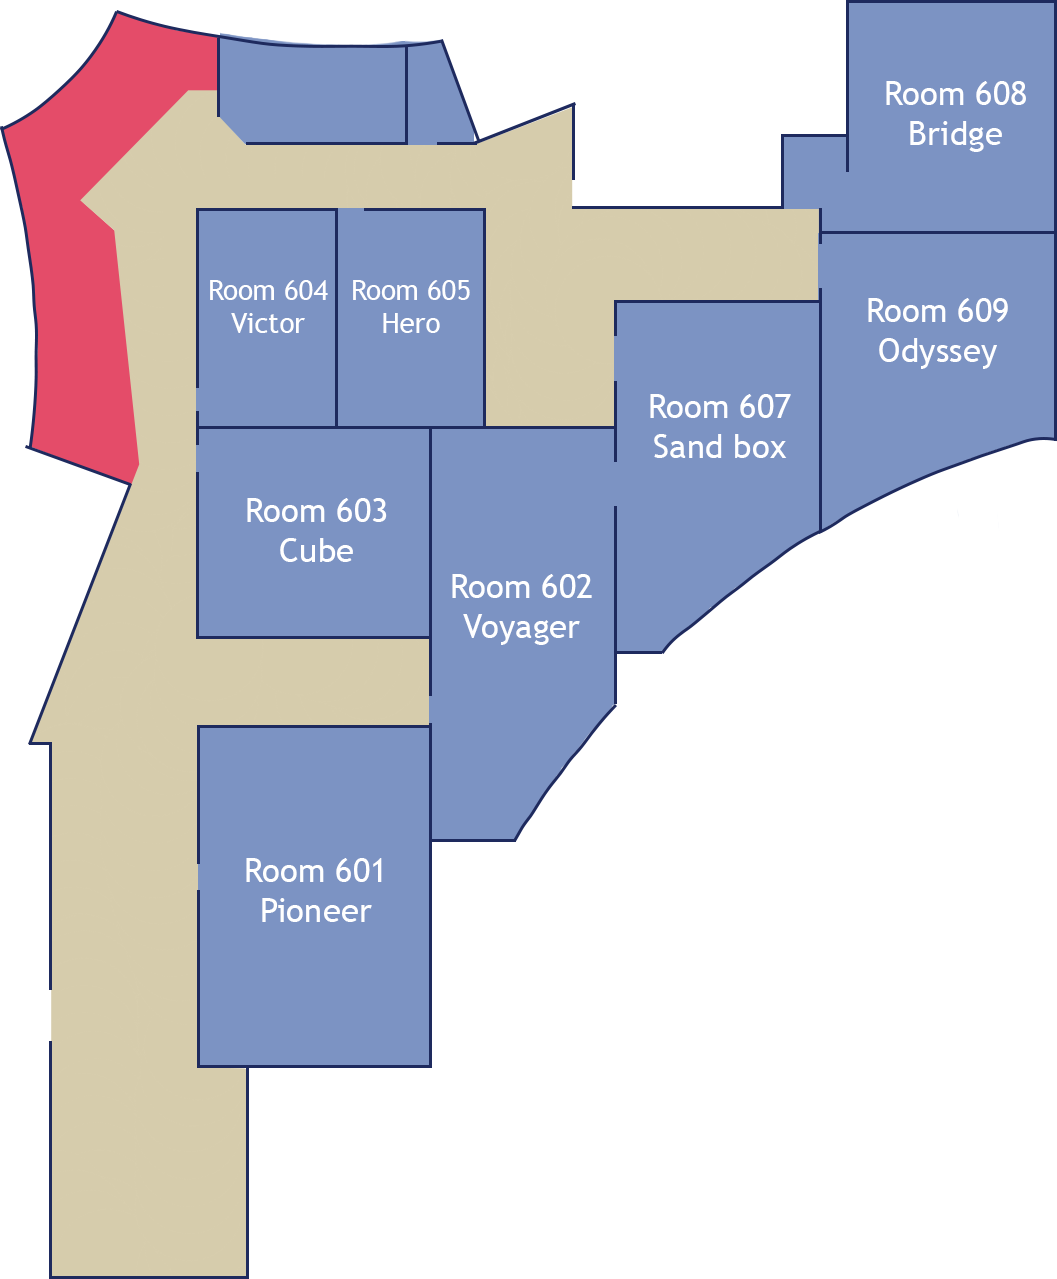 Room 608
Bridge
Room 604
Victor
Room 605
Hero
Room 609
Odyssey
Room 607
Sand box
Room 603
Cube
Room 602
Voyager
Room 601
Pioneer